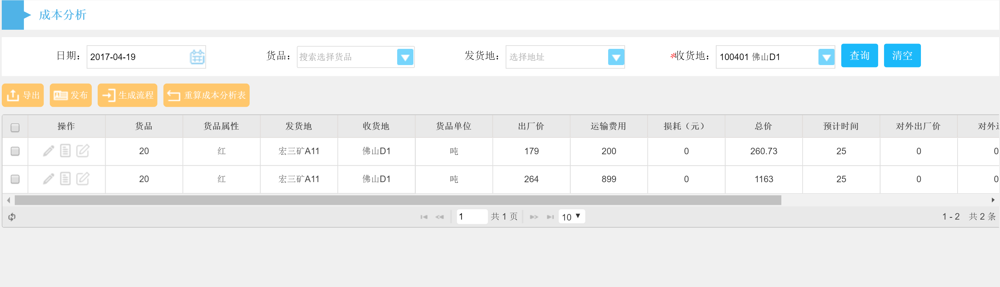 成本分析
日期： 2017-04-19 货品： 搜索选择货品 发货地： 选择地址 *收货地： 100401 佛山D1 查询 清空
导出 发布 生成流程 重算成本分析表
操作 货品 货品属性 发货地 收货地 货品单位 出厂价 运输费用 损耗（元） 总价 预计时间 对外出厂价 对外
20 红 宏三矿A11 佛山D1 吨 179 200 0 260.73 25 0 0
20 红 宏三矿A11 佛山D1 吨 264 899 0 1163 25 0 0
1 共 1 页 10 1 - 2 共 2 条